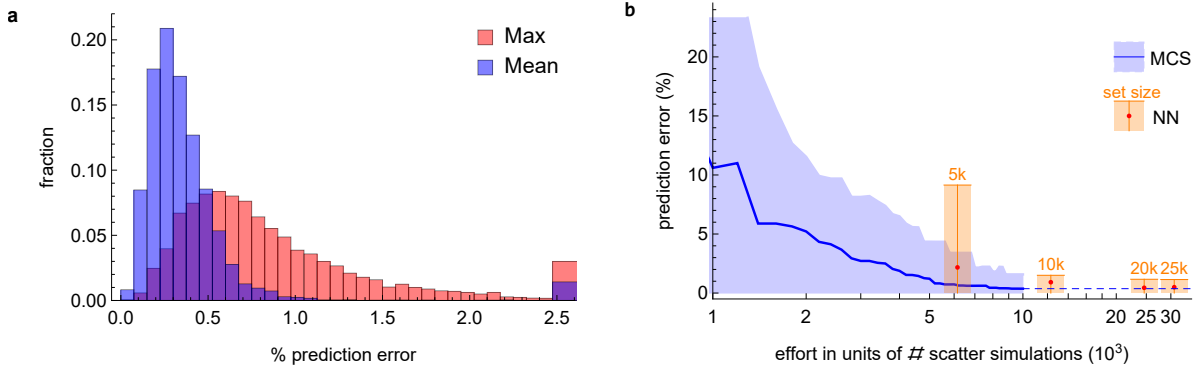 a
0.20
0.15
0.10
0.05
0.00
fraction
Max
Mean
0.0 0.5 1.0 1.5 2.0 2.5
% prediction error
b
20
15
10
5
0
prediction error (%)
MCS
set size
NN
5k
10k
20k 25k
1 2 5 10 20 25 30
effort in units of # scatter simulations (10³)